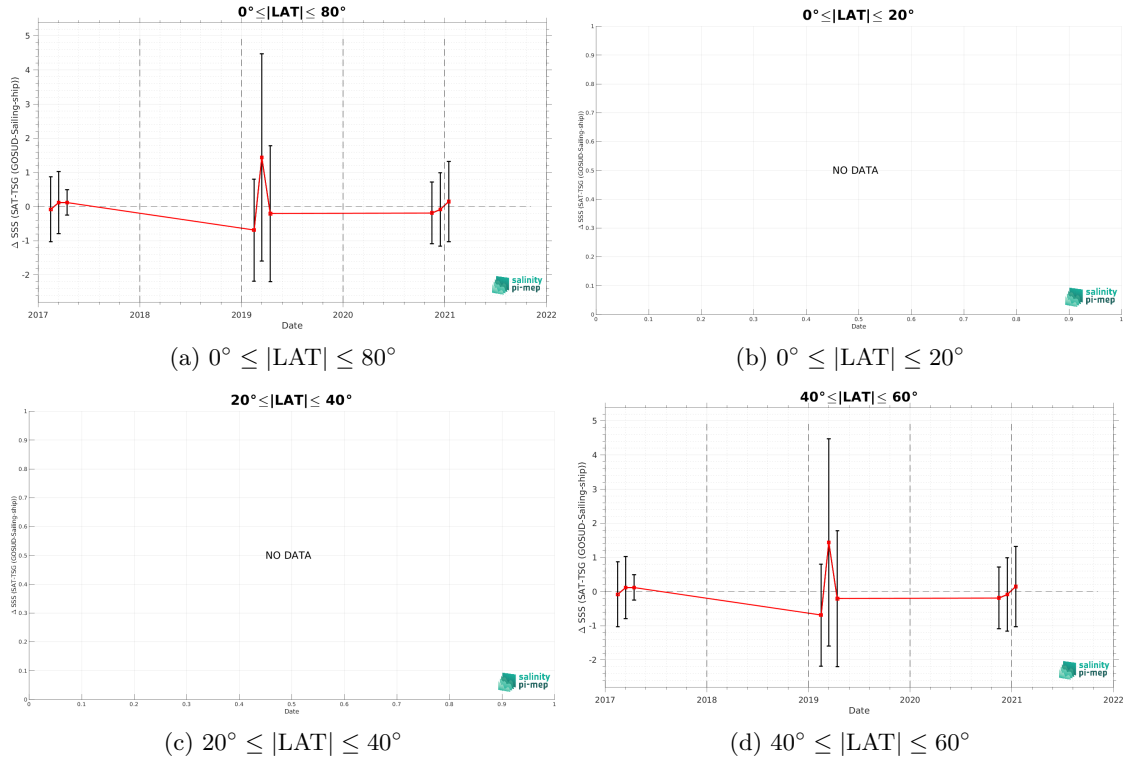 0°≤|LAT|≤ 80°
Δ SSS (SAT-TSG (GOSUD-Sailing-ship))
5
4
3
2
1
0
-1
-2
salinity
pi-mep
2017 2018 2019 2020 2021 2022
Date
(a) 0° ≤ |LAT| ≤ 80°
0°≤|LAT|≤ 20°
Δ SSS (SAT-TSG (GOSUD-Sailing-ship))
1
0.9
0.8
0.7
0.6
0.5
0.4
0.3
0.2
0.1
0
NO DATA
salinity
pi-mep
0 0.1 0.2 0.3 0.4 0.5 0.6 0.7 0.8 0.9 1
Date
(b) 0° ≤ |LAT| ≤ 20°
20°≤|LAT|≤ 40°
Δ SSS (SAT-TSG (GOSUD-Sailing-ship))
1
0.9
0.8
0.7
0.6
0.5
0.4
0.3
0.2
0.1
0
NO DATA
salinity
pi-mep
0 0.1 0.2 0.3 0.4 0.5 0.6 0.7 0.8 0.9 1
Date
(c) 20° ≤ |LAT| ≤ 40°
40°≤|LAT|≤ 60°
Δ SSS (SAT-TSG (GOSUD-Sailing-ship))
5
4
3
2
1
0
-1
-2
salinity
pi-mep
2017 2018 2019 2020 2021 2022
Date
(d) 40° ≤ |LAT| ≤ 60°